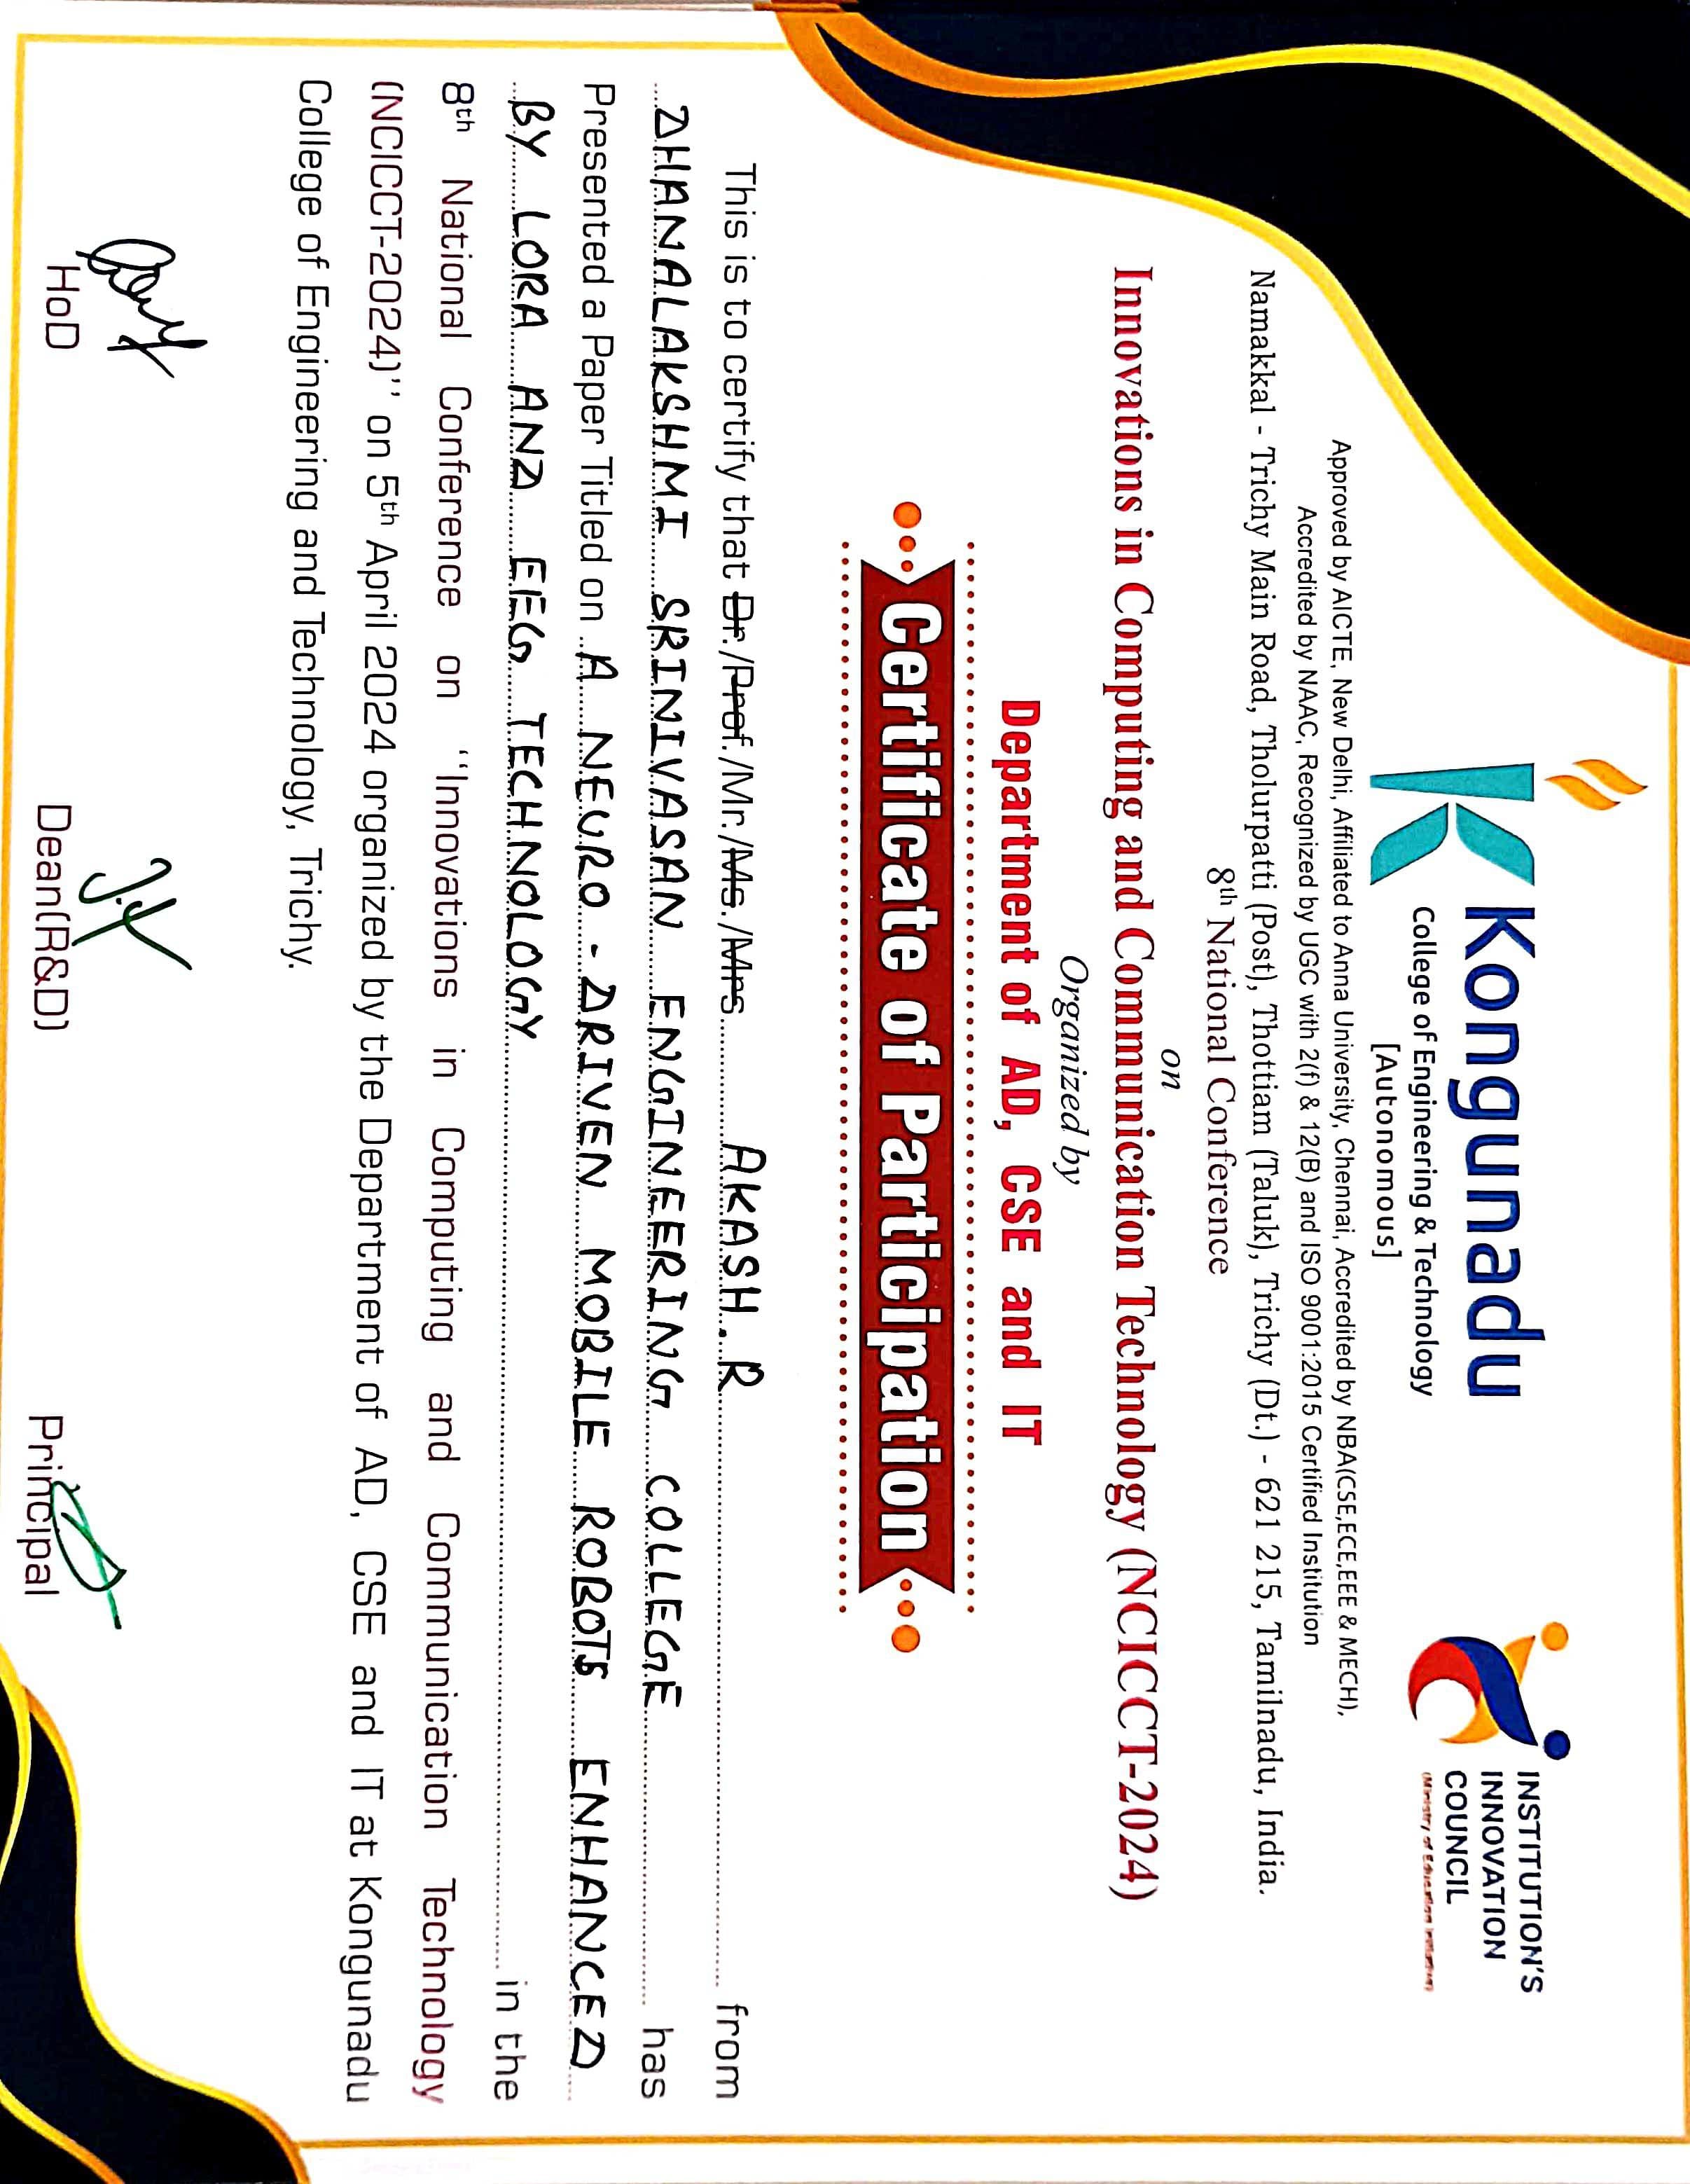 Kongunadu
College of Engineering & Technology
[Autonomous]
INSTITUTION'S
INNOVATION
COUNCIL
(Ministry of Education Initiative)
Approved by AICTE, New Delhi, Affiliated to Anna University, Chennai, Accredited by NBA(CSE,ECE,EEE & MECH),
Accredited by NAAC, Recognized by UGC with 2(f) & 12(B) and ISO 9001:2015 Certified Institution
Namakkal - Trichy Main Road, Tholurpatti (Post), Thottiam (Taluk), Trichy (Dt.) - 621 215, Tamilnadu, India.
8th National Conference
on
Innovations in Computing and Communication Technology (NCICCT-2024)
Organized by
Department of AD, CSE and IT
Certificate of Participation
This is to certify that Dr./Prof./Mr./Ms./Mrs. AKASH.R from
DHANALAKSHMI SRINIVASAN ENGINEERING COLLEGE has
Presented a Paper Titled on A NEURO-DRIVEN MOBILE ROBOTS ENHANCED
BY LORA AND EEG TECHNOLOGY in the
8th National Conference on "Innovations in Computing and Communication Technology
(NCICCT-2024)" on 5th April 2024 organized by the Department of AD, CSE and IT at Kongunadu
College of Engineering and Technology, Trichy.
HoD
Dean(R&D)
Principal